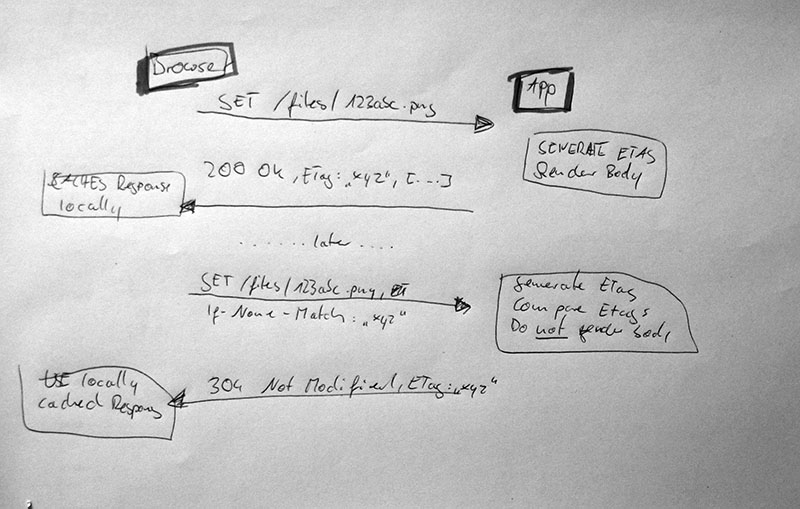 Browser
App
GET /files/123abc.png
GENERATE ETAG
Render Body
200 Ok, ETag: „xyz“, [....]
CACHES Response
locally
.......later....
GET /files/123abc.png,
If-None-Match: „xyz“
Generate ETag
Compare Etags
Do not render body
304 Not Modified, ETag: „xyz“
USE locally
cached Response